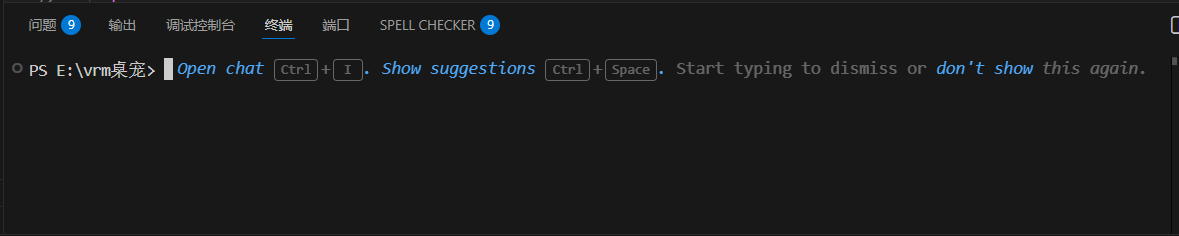 问题 9 输出 调试控制台 终端 端口 SPELL CHECKER 9
PS E:\vrm桌宠> Open chat Ctrl+I. Show suggestions Ctrl+Space. Start typing to dismiss or don't show this again.